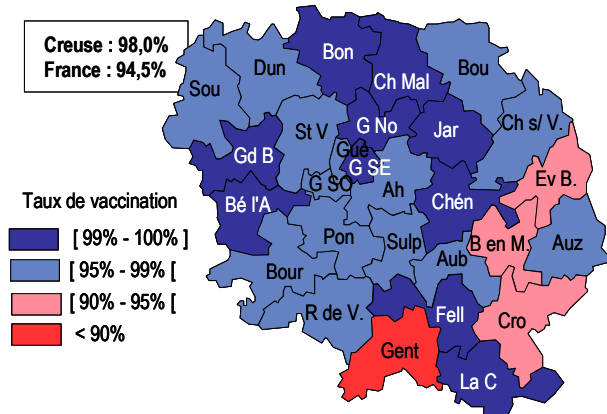 Creuse : 98,0%
France : 94,5%
Bon
Dun
Bou
Ch Mal
Sou
St V
G No
Jar
Ch s/ V.
Gd B
Gué
G SE
Ev B.
G SO
Ah
Bé l'A
Chén
Taux de vaccination
[ 99% - 100% ]
[ 95% - 99% [
[ 90% - 95% [
< 90%
Pon
Sulp
B en M.
Auz
Bour
Aub
R de V.
Fell
Cro
Gent
La C